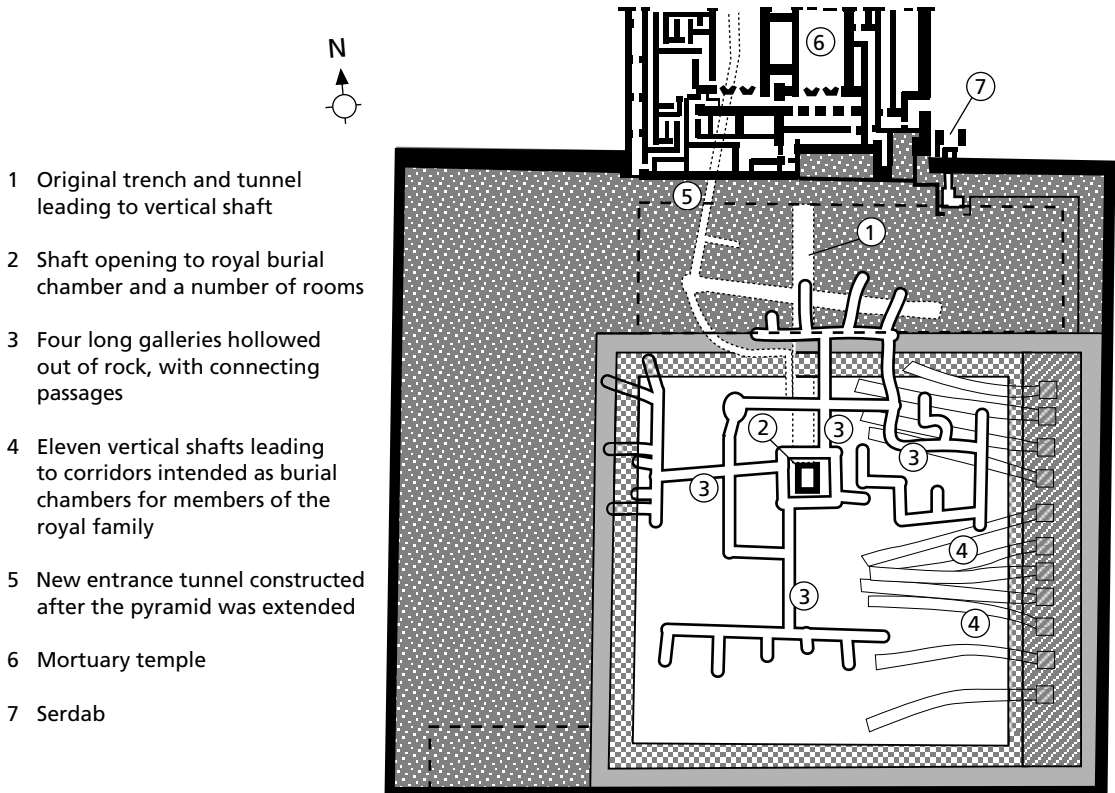 N
6
7
5
1
1 Original trench and tunnel
leading to vertical shaft
2 Shaft opening to royal burial
chamber and a number of rooms
3 Four long galleries hollowed
out of rock, with connecting
passages
4 Eleven vertical shafts leading
to corridors intended as burial
chambers for members of the
royal family
5 New entrance tunnel constructed
after the pyramid was extended
6 Mortuary temple
7 Serdab
2
3
3
3
4
3
4